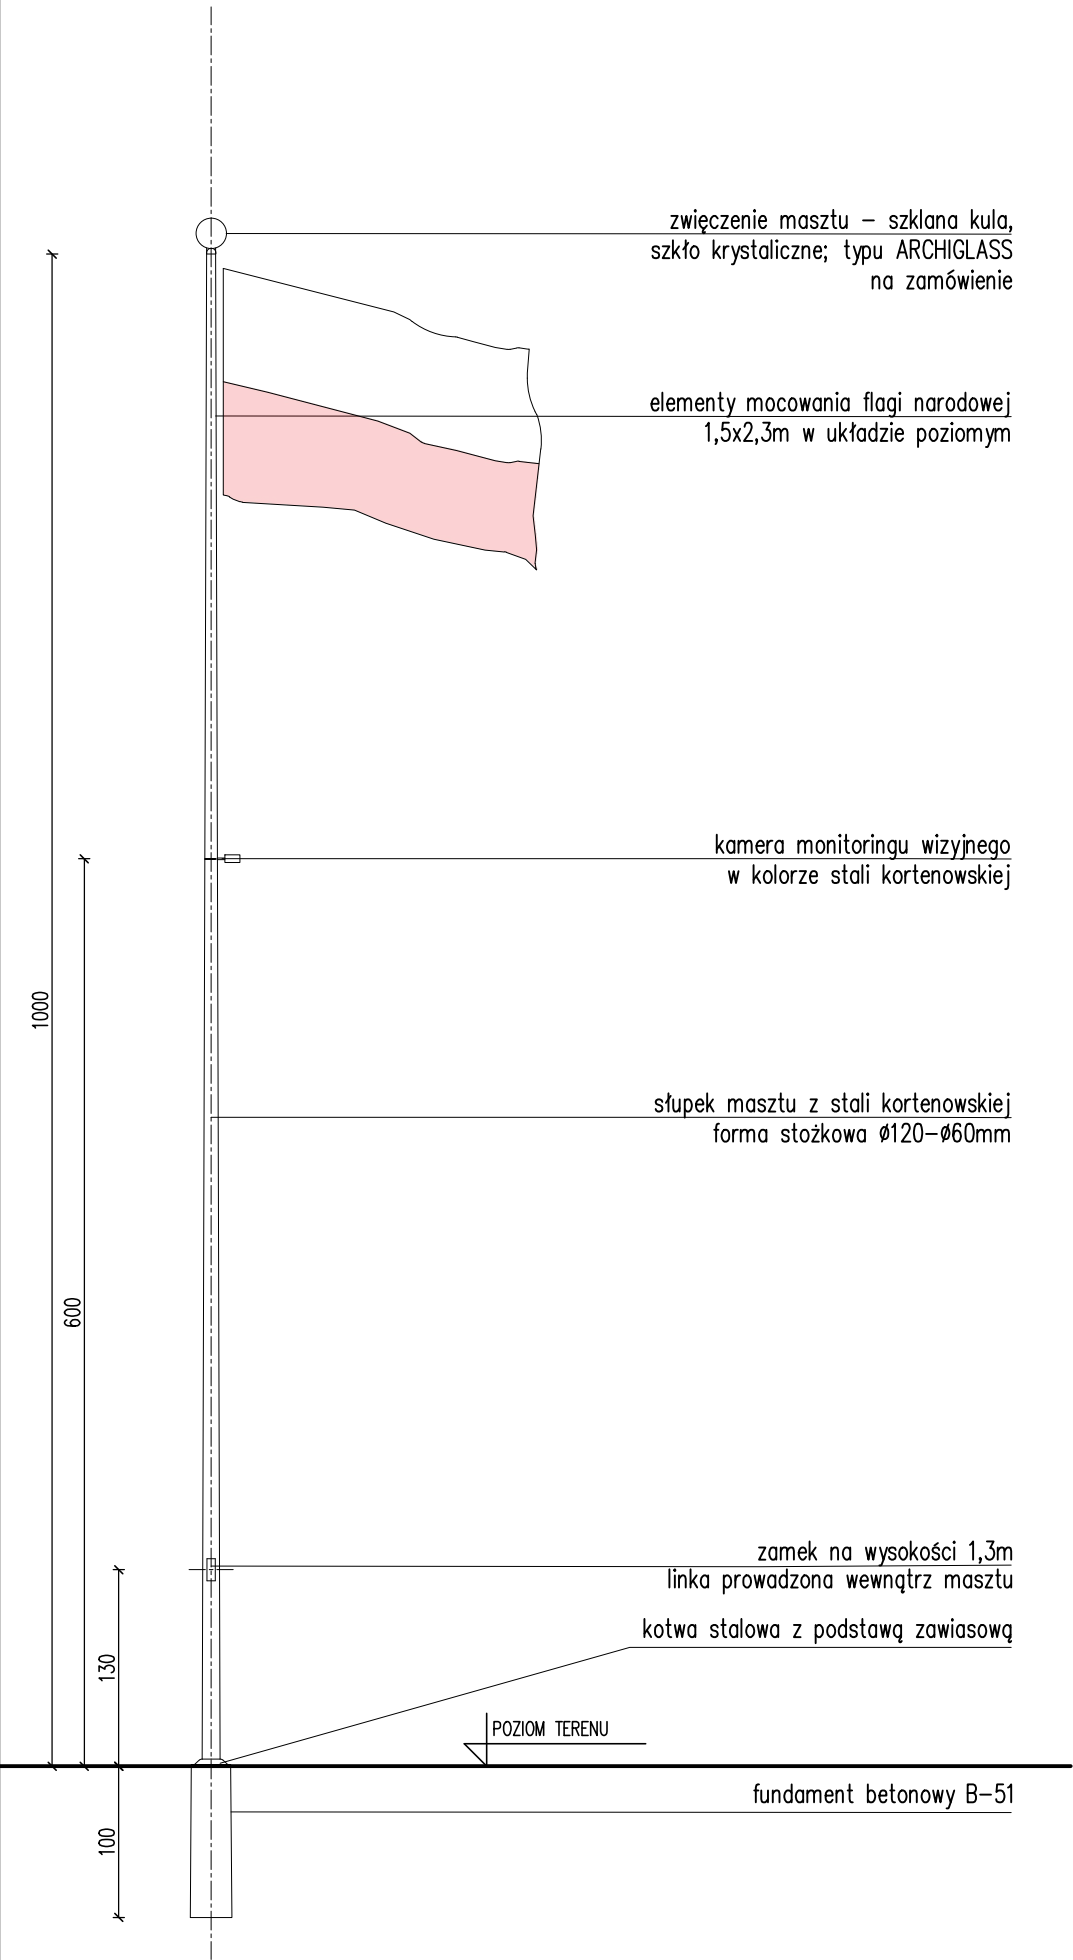 zwięczenie masztu – szklana kula,
szkło krystaliczne; typu ARCHIGLASS
na zamówienie
elementy mocowania flagi narodowej
1,5x2,3m w układzie poziomym
kamera monitoringu wizyjnego
w kolorze stali kortenowskiej
1000
słupek masztu z stali kortenowskiej
forma stożkowa Ø120–Ø60mm
600
zamek na wysokości 1,3m
linka prowadzona wewnątrz masztu
kotwa stalowa z podstawą zawiasową
130
POZIOM TERENU
fundament betonowy B–51
100